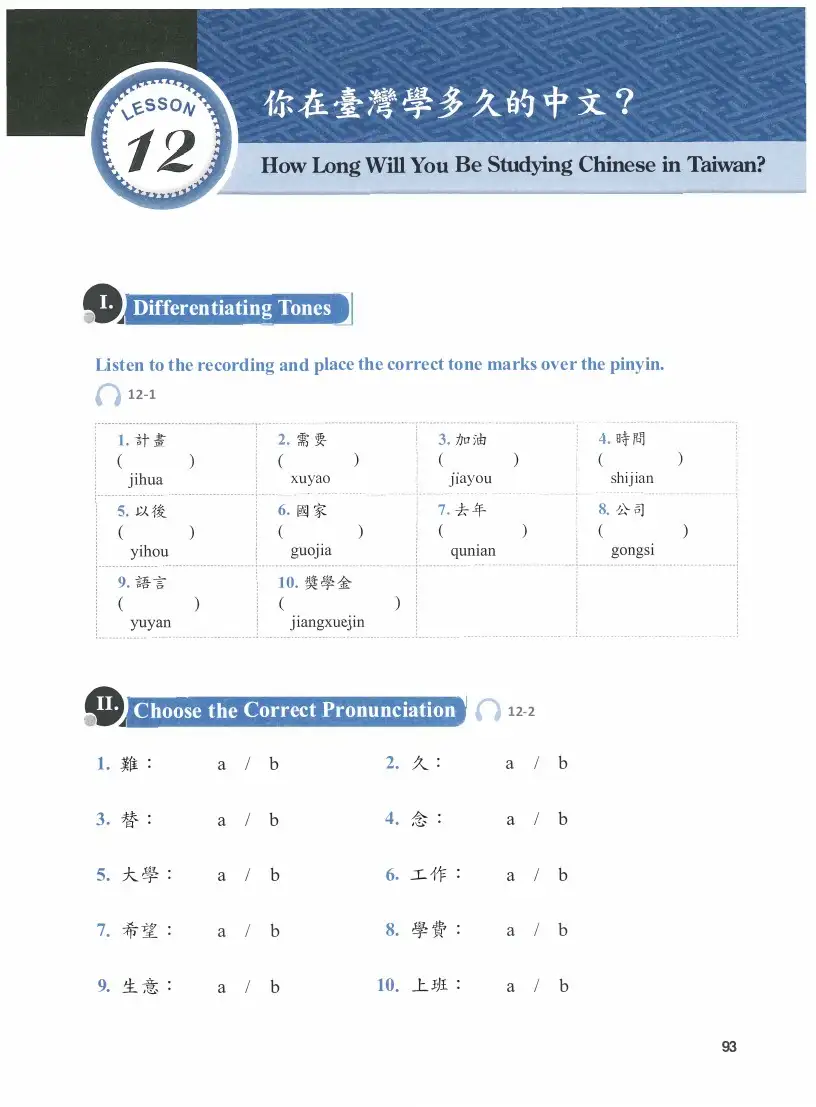 LESSON
12
你在臺灣學多久的中文？
How Long Will You Be Studying Chinese in Taiwan?
I. Differentiating Tones
Listen to the recording and place the correct tone marks over the pinyin.
12-1
1. 計畫 2. 需要 3. 加油 4. 時間
( ) ( ) ( ) ( )
jihua xuyao jiayou shijian
5. 以後 6. 國家 7. 去年 8. 公司
( ) ( ) ( ) ( )
yihou guojia qunian gongsi
9. 語言 10. 獎學金
( ) ( )
yuyan jiangxuejin
II. Choose the Correct Pronunciation 12-2
1. 難： a / b 2. 久： a / b
3. 替： a / b 4. 念： a / b
5. 大學： a / b 6. 工作： a / b
7. 希望： a / b 8. 學費： a / b
9. 生意： a / b 10. 上班： a / b
93